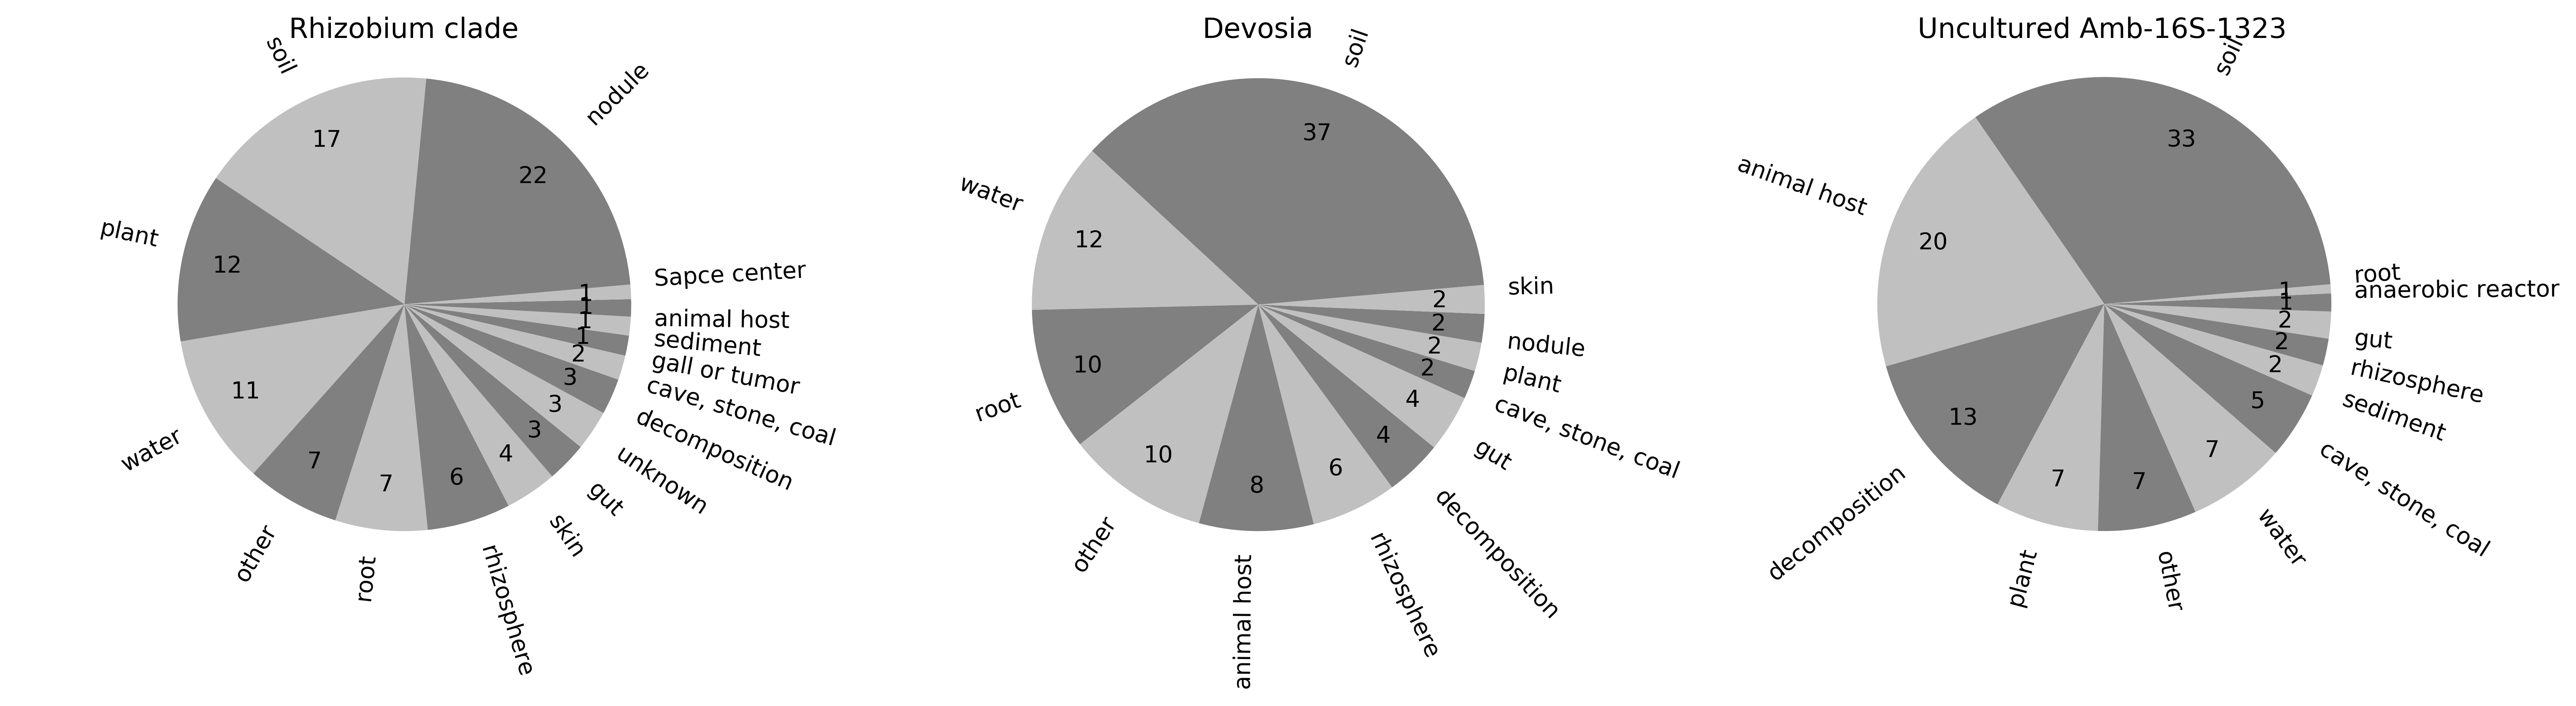 Rhizobium clade
soil
nodule
17
22
plant
12
Sapce center
1
1
animal host
1
sediment
1
gall or tumor
2
cave, stone, coal
3
decomposition
3
unknown
3
gut
4
skin
6
rhizosphere
7
root
7
other
11
water
Devosia
soil
37
water
12
skin
2
2
nodule
2
plant
2
cave, stone, coal
4
gut
4
decomposition
6
rhizosphere
8
animal host
10
other
10
root
Uncultured Amb-16S-1323
soil
33
animal host
20
root
1
anaerobic reactor
1
2
gut
2
rhizosphere
2
sediment
5
cave, stone, coal
7
water
7
other
7
plant
13
decomposition